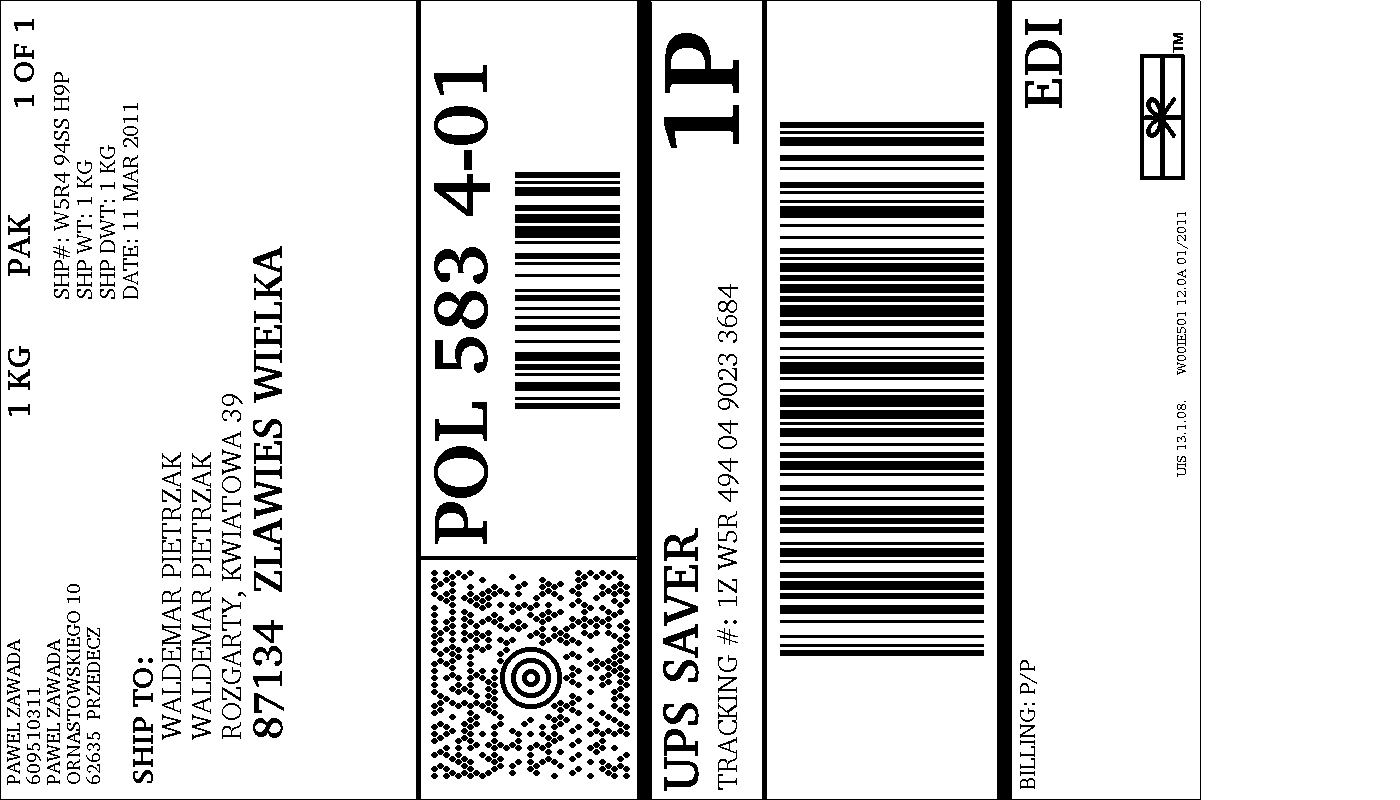 PAWEL ZAWADA
609510311
PAWEL ZAWADA
ORNASTOWSKIEGO 10
62635 PRZEDECZ
1 KG PAK 1 OF 1
SHP#: W5R4 94SS H9P
SHP WT: 1 KG
SHP DWT: 1 KG
DATE: 11 MAR 2011
SHIP TO:
WALDEMAR PIETRZAK
WALDEMAR PIETRZAK
ROZGARTY, KWIATOWA 39
87134 ZLAWIES WIELKA
POL 583 4-01
UPS SAVER
TRACKING #: 1Z W5R 494 04 9023 3684
1P
BILLING: P/P
EDI
TM
UIS 13.1.08. W00IE501 12.0A 01/2011